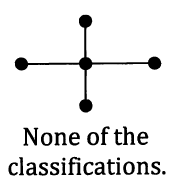 None of the
classifications.